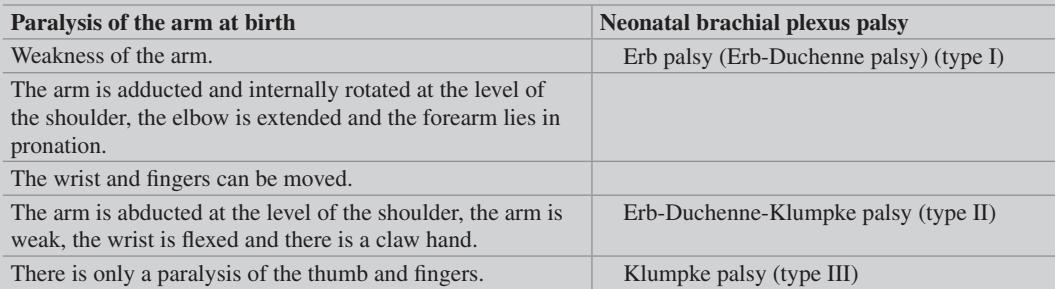 Paralysis of the arm at birth Neonatal brachial plexus palsy
Weakness of the arm. Erb palsy (Erb-Duchenne palsy) (type I)
The arm is adducted and internally rotated at the level of
the shoulder, the elbow is extended and the forearm lies in
pronation.
The wrist and fingers can be moved.
The arm is abducted at the level of the shoulder, the arm is Erb-Duchenne-Klumpke palsy (type II)
weak, the wrist is flexed and there is a claw hand.
There is only a paralysis of the thumb and fingers. Klumpke palsy (type III)